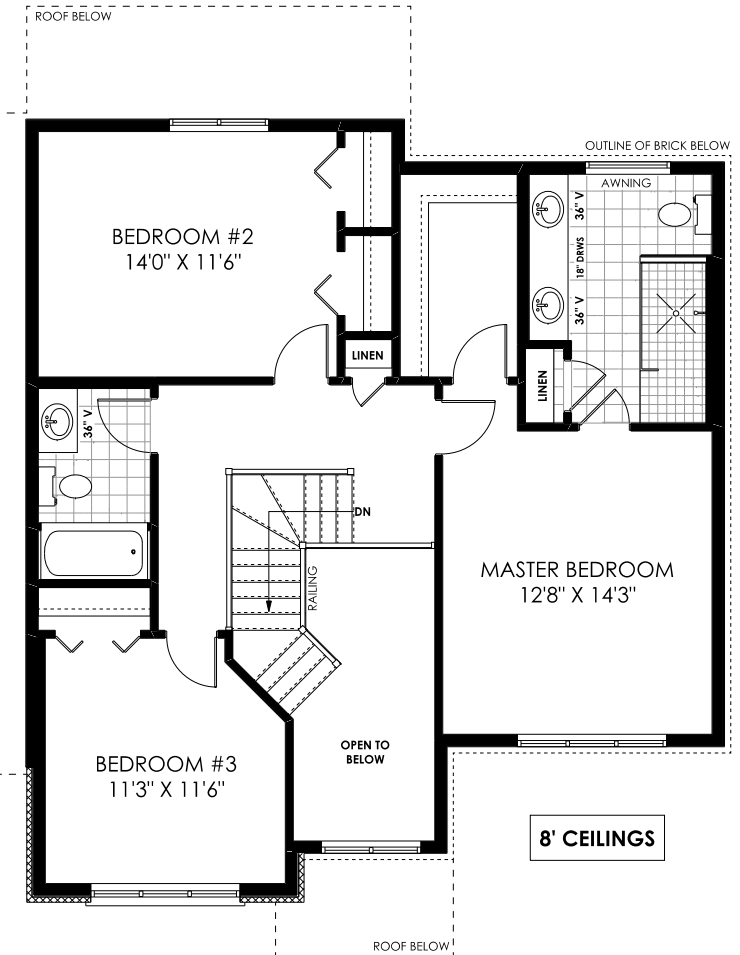 ROOF BELOW
OUTLINE OF BRICK BELOW
AWNING
36" V
18" DRWS
36" V
BEDROOM #2
14'0" X 11'6"
LINEN
LINEN
36" V
DN
RAILING
MASTER BEDROOM
12'8" X 14'3"
OPEN TO
BELOW
BEDROOM #3
11'3" X 11'6"
8' CEILINGS
ROOF BELOW